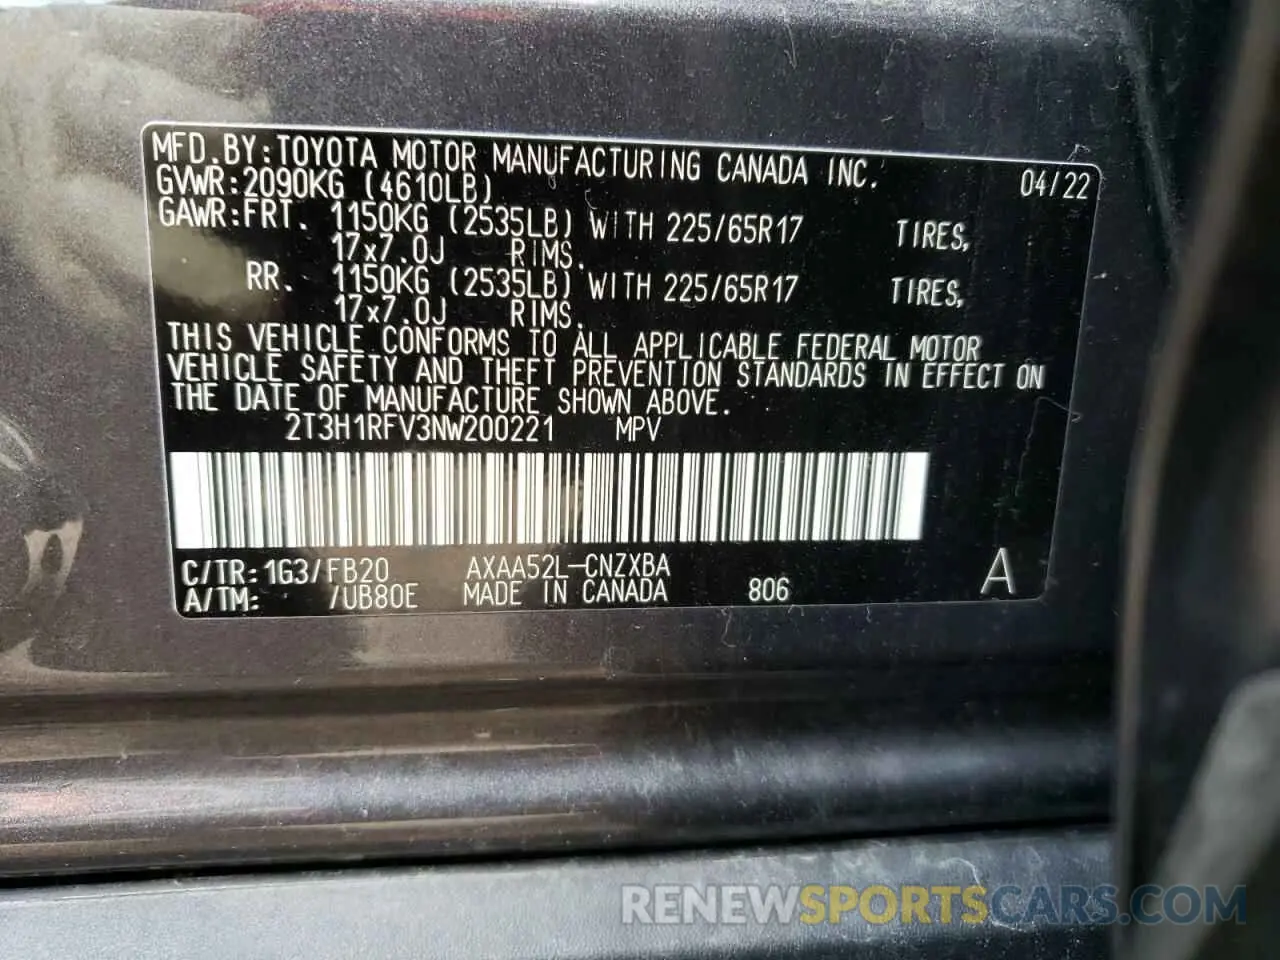 MFD.BY:TOYOTA MOTOR MANUFACTURING CANADA INC.
GVWR:2090KG (4610LB) 04/22
GAWR:FRT. 1150KG (2535LB) WITH 225/65R17 TIRES,
17x7.0J RIMS.
RR. 1150KG (2535LB) WITH 225/65R17 TIRES,
17x7.0J RIMS.
THIS VEHICLE CONFORMS TO ALL APPLICABLE FEDERAL MOTOR
VEHICLE SAFETY AND THEFT PREVENTION STANDARDS IN EFFECT ON
THE DATE OF MANUFACTURE SHOWN ABOVE.
2T3H1RFV3NW200221 MPV
C/TR:1G3/FB20 AXAA52L-CNZXBA
A/TM: /UB80E MADE IN CANADA 806 A
RENEWSPORTSCARS.COM